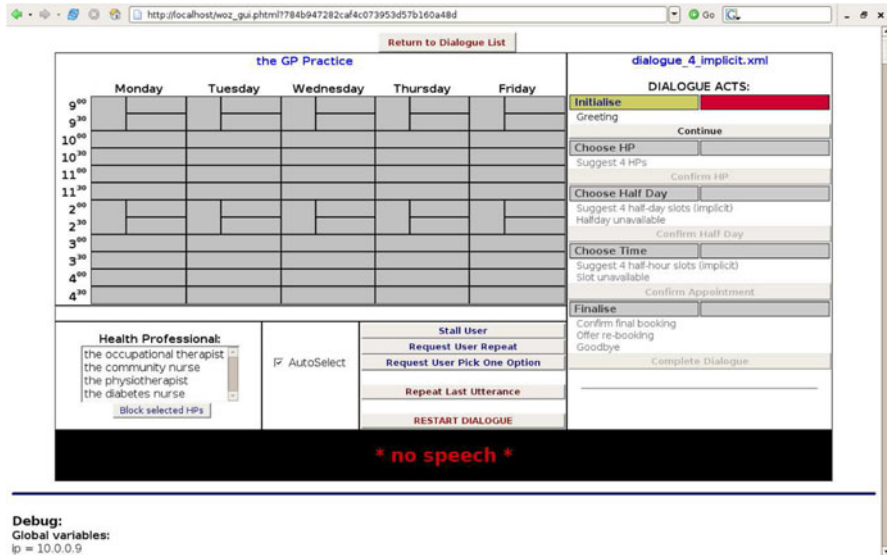 http://localhost/woz_gui.phtml?784b947282caf4c073953d57b160a48d
Go
Return to Dialogue List
the GP Practice
Monday Tuesday Wednesday Thursday Friday
9⁰⁰
9³⁰
10⁰⁰
10³⁰
11⁰⁰
11³⁰
2⁰⁰
2³⁰
3⁰⁰
3³⁰
4⁰⁰
4³⁰
Health Professional:
the occupational therapist
the community nurse
the physiotherapist
the diabetes nurse
Block selected HPs
AutoSelect
Stall User
Request User Repeat
Request User Pick One Option
Repeat Last Utterance
RESTART DIALOGUE
dialogue_4_implicit.xml
DIALOGUE ACTS:
Initialise
Greeting
Continue
Choose HP
Suggest 4 HPs
Confirm HP
Choose Half Day
Suggest 4 half-day slots (implicit)
Halfday unavailable
Confirm Half Day
Choose Time
Suggest 4 half-hour slots (implicit)
Slot unavailable
Confirm Appointment
Finalise
Confirm final booking
Offer re-booking
Goodbye
Complete Dialogue
* no speech *
Debug:
Global variables:
ip = 10.0.0.9